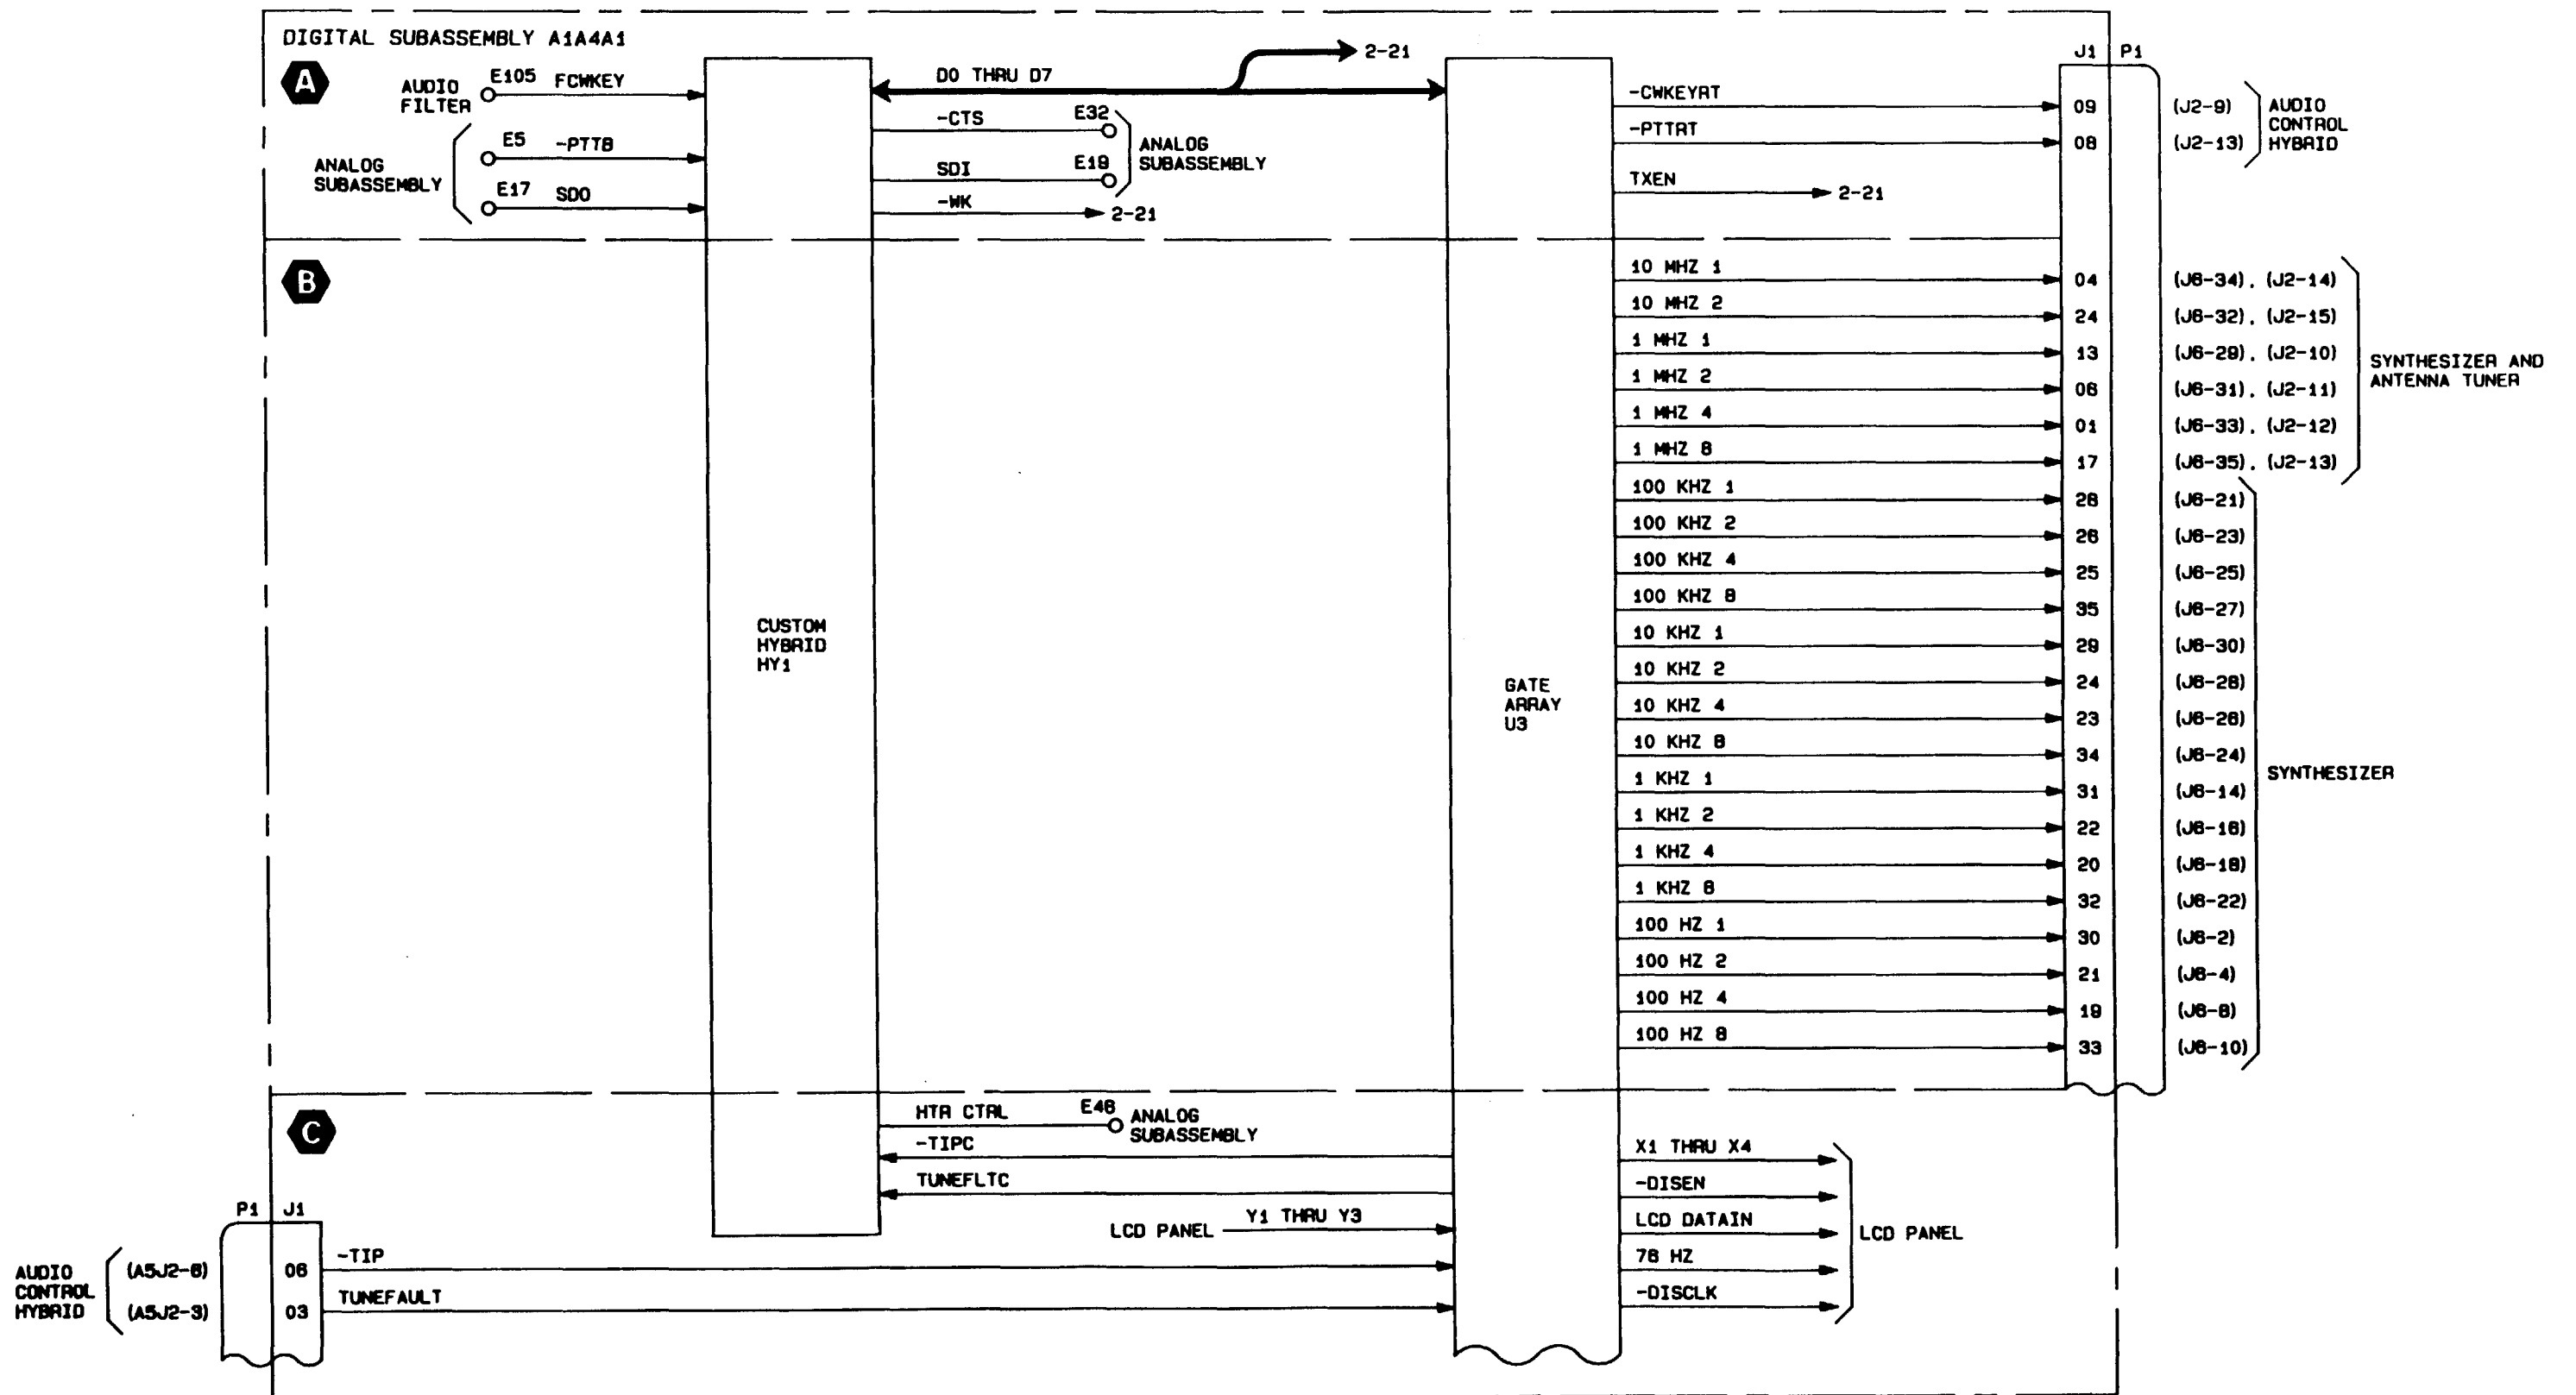 DIGITAL SUBASSEMBLY A1A4A1
J1 P1
A
AUDIO
FILTER
E105 FCWKEY
D0 THRU D7
2-21
-CWKEYRT
09
(J2-9)
AUDIO
CONTROL
HYBRID
-CTS E32
-PTTRT
08
(J2-13)
ANALOG
SUBASSEMBLY
E5 -PTTB
SDI E19
ANALOG
SUBASSEMBLY
TXEN
2-21
E17 SDO
-WK
2-21
B
10 MHZ 1
04
(J6-34), (J2-14)
10 MHZ 2
24
(J6-32), (J2-15)
1 MHZ 1
13
(J6-29), (J2-10)
1 MHZ 2
06
(J6-31), (J2-11)
1 MHZ 4
01
(J6-33), (J2-12)
1 MHZ 8
17
(J6-35), (J2-13)
SYNTHESIZER AND
ANTENNA TUNER
100 KHZ 1
28
(J6-21)
100 KHZ 2
26
(J6-23)
100 KHZ 4
25
(J6-25)
100 KHZ 8
35
(J6-27)
10 KHZ 1
29
(J6-30)
10 KHZ 2
24
(J6-28)
10 KHZ 4
23
(J6-26)
10 KHZ 8
34
(J6-24)
1 KHZ 1
31
(J6-14)
1 KHZ 2
22
(J6-16)
1 KHZ 4
20
(J6-18)
1 KHZ 8
32
(J6-22)
100 HZ 1
30
(J6-2)
100 HZ 2
21
(J6-4)
100 HZ 4
19
(J6-8)
100 HZ 8
33
(J6-10)
SYNTHESIZER
CUSTOM
HYBRID
HY1
GATE
ARRAY
U3
C
HTR CTRL E46
ANALOG
SUBASSEMBLY
-TIPC
TUNEFLTC
LCD PANEL
Y1 THRU Y3
X1 THRU X4
-DISEN
LCD DATAIN
76 HZ
-DISCLK
LCD PANEL
P1 J1
AUDIO
CONTROL
HYBRID
(A5J2-6)
06
-TIP
(A5J2-3)
03
TUNEFAULT